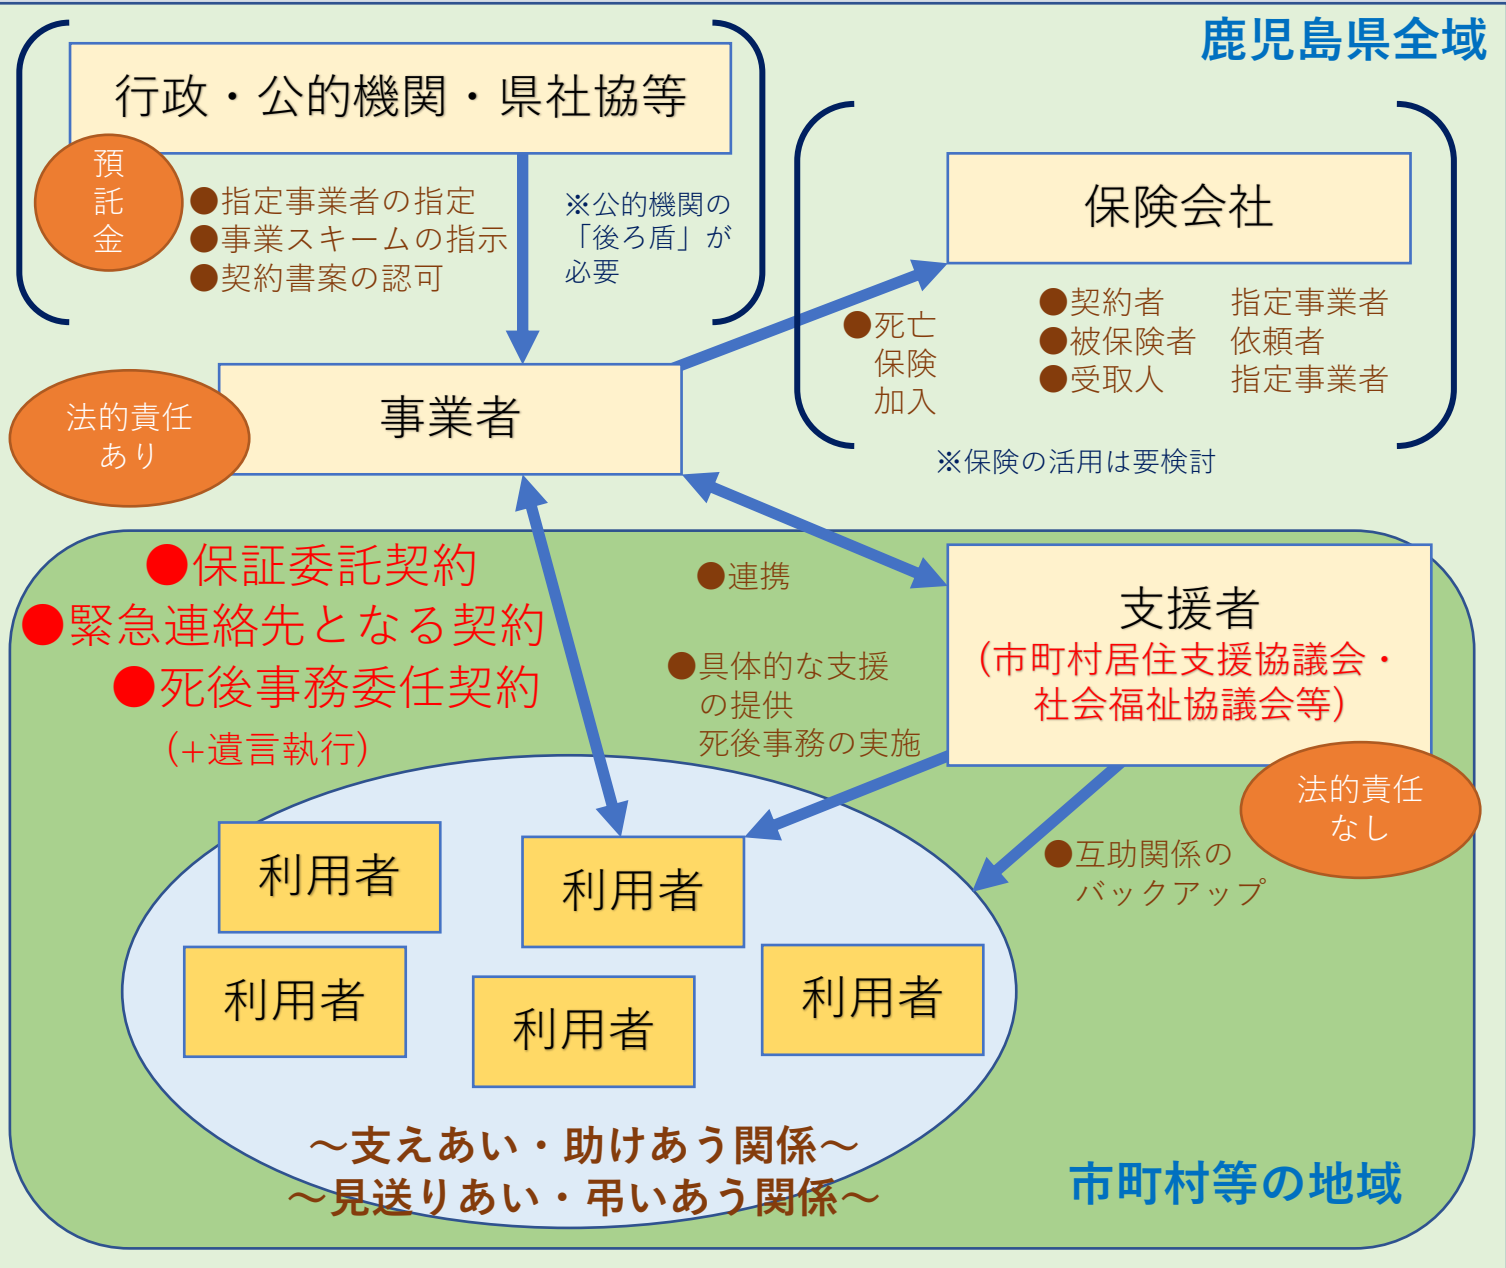 鹿児島県全域
行政・公的機関・県社協等
預
託
金
●指定事業者の指定
●事業スキームの指示
●契約書案の認可
※公的機関の
「後ろ盾」が
必要
保険会社
●契約者 指定事業者
●被保険者 依頼者
●受取人 指定事業者
●死亡
保険
加入
※保険の活用は要検討
事業者
法的責任
あり
●保証委託契約
●緊急連絡先となる契約
●死後事務委任契約
(+遺言執行)
●連携
●具体的な支援
の提供
死後事務の実施
支援者
(市町村居住支援協議会・
社会福祉協議会等)
法的責任
なし
●互助関係の
バックアップ
利用者
利用者
利用者
利用者
利用者
～支えあい・助けあう関係～
～見送りあい・弔いあう関係～
市町村等の地域